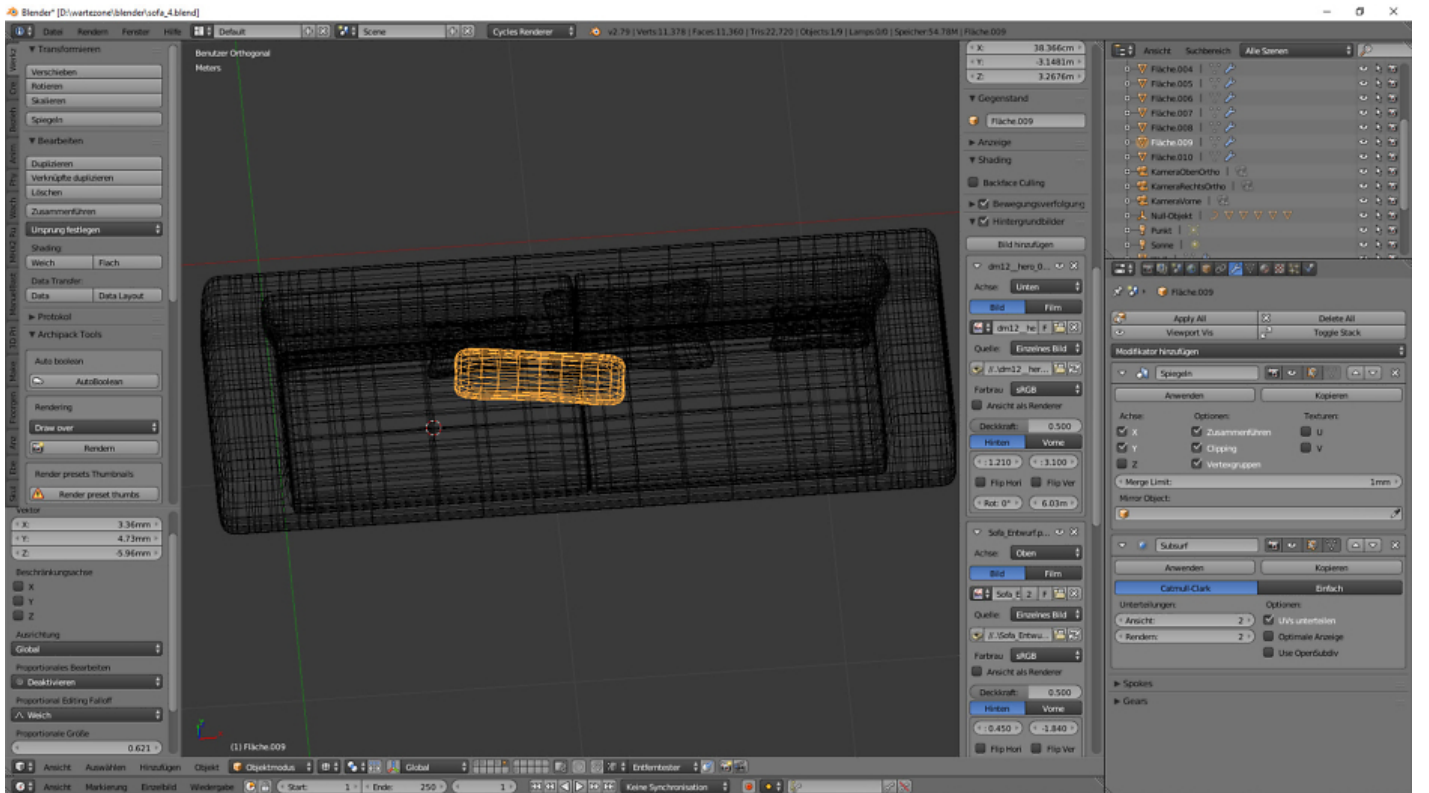 Blender* [D:\wartezone\blender\sofa_4.blend]
Datei Rendern Fenster Hilfe Default Scene Cycles Renderer v2.79 | Verts:11,378 | Faces:11,360 | Tris:22,720 | Objects:1/9 | Lamps:0/0 | Speicher:54.78M | Fläche.009
Transformieren
Verschieben
Rotieren
Skalieren
Spiegeln
Bearbeiten
Duplizieren
Verknüpfte duplizieren
Löschen
Zusammenführen
Ursprung festlegen
Shading:
Weich Flach
Data Transfer:
Data Data Layout
Protokol
Archipack Tools
Auto boolean
AutoBoolean
Rendering
Draw over
Rendern
Render presets Thumbnails
Render preset thumbs
Vektor
X: 3.36mm
Y: 4.73mm
Z: -5.96mm
Beschränkungsachse
X
Y
Z
Ausrichtung
Global
Proportionales Bearbeiten
Deaktivieren
Proportional Editing Falloff
Weich
Proportionale Größe
0.621
Benutzer Orthogonal
Meters
(1) Fläche.009
X: 38.366cm
Y: -3.1481m
Z: 3.2676m
Gegenstand
Fläche.009
Anzeige
Shading
Backface Culling
Bewegungsverfolgung
Hintergrundbilder
Bild hinzufügen
dm12__hero_0...
Achse: Unten
Bild Film
dm12__he F
Quelle: Einzelnes Bild
//.\dm12__her...
Farbrau sRGB
Ansicht als Renderer
Deckkraft: 0.500
Hinten Vorne
:1.210 :3.100
Flip Hori Flip Ver
Rot: 0° 6.03m
Sofa_Entwurf.p...
Achse: Oben
Bild Film
Sofa_E 2 F
Quelle: Einzelnes Bild
//.\Sofa_Entwu...
Farbrau sRGB
Ansicht als Renderer
Deckkraft: 0.500
Hinten Vorne
:0.450 -1.840
Flip Hori Flip Ver
Ansicht Suchbereich Alle Szenen
Fläche.004
Fläche.005
Fläche.006
Fläche.007
Fläche.008
Fläche.009
Fläche.010
KameraObenOrtho
KameraRechtsOrtho
KameraVorne
Null-Objekt
Punkt
Sonne
Fläche.009
Apply All Delete All
Viewport Vis Toggle Stack
Modifikator hinzufügen
Spiegeln
Anwenden Kopieren
Achse: Optionen: Texturen:
X Zusammenführen U
Y Clipping V
Z Vertexgruppen
Merge Limit: 1mm
Mirror Object:
Subsurf
Anwenden Kopieren
Catmull-Clark Einfach
Unterteilungen: Optionen:
Ansicht: 2 UVs unterteilen
Rendern: 2 Optimale Anzeige
Use OpenSubdiv
Spokes
Gears
Ansicht Auswählen Hinzufügen Objekt Objektmodus Global Entferntester
Ansicht Markierung Einzelbild Wiedergabe Start: 1 Ende: 250 1 Keine Synchronisation